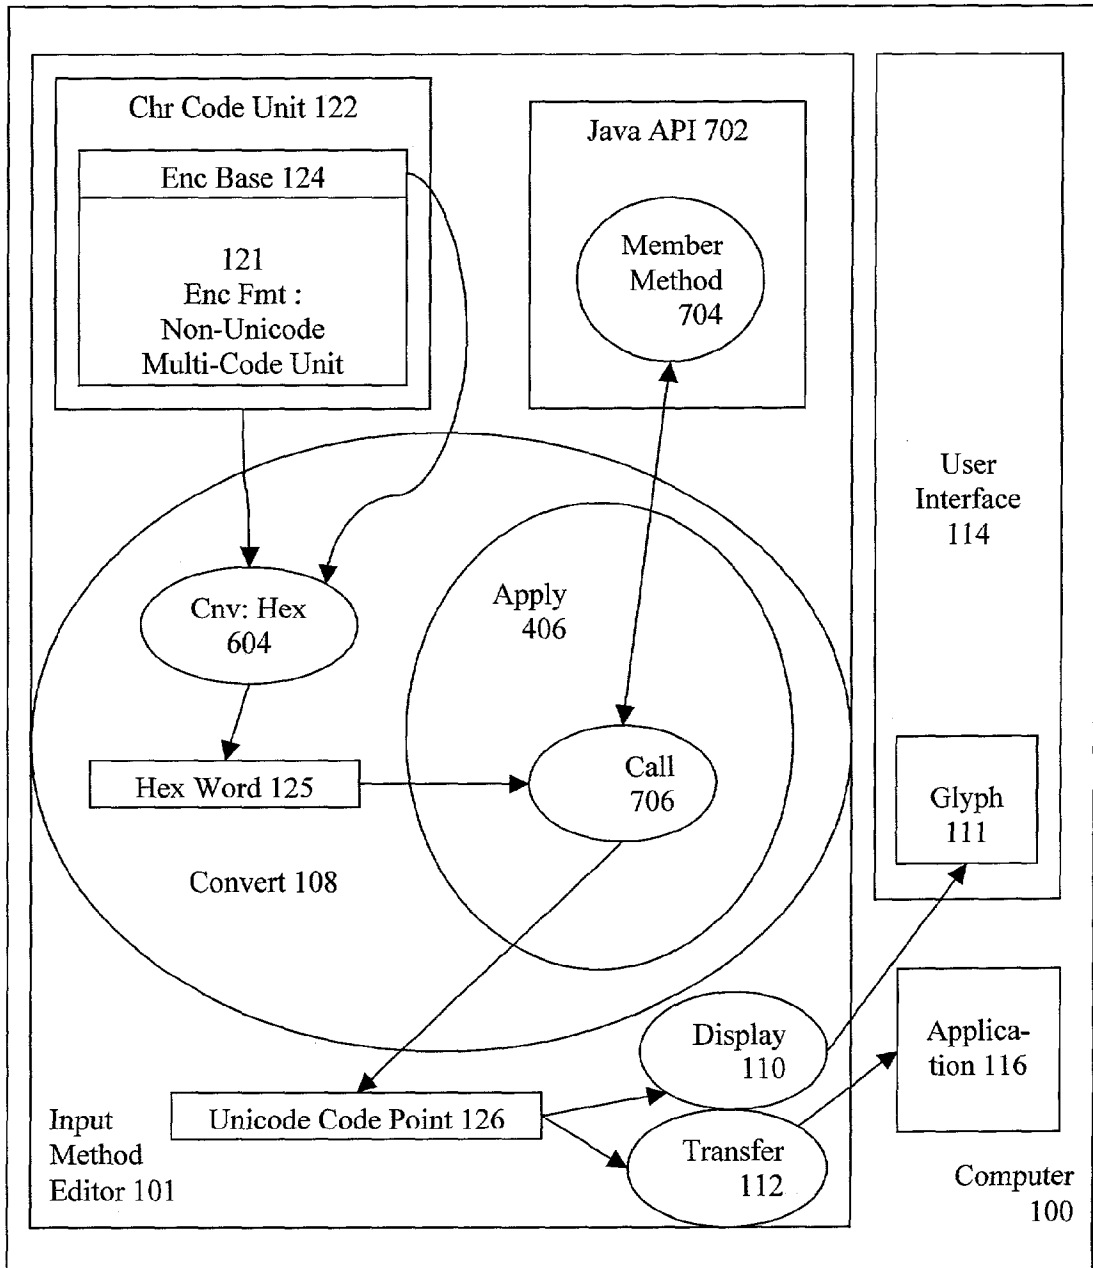 Chr Code Unit 122
Enc Base 124
121
Enc Fmt :
Non-Unicode
Multi-Code Unit
Java API 702
Member
Method
704
User
Interface
114
Cnv: Hex
604
Apply
406
Hex Word 125
Call
706
Glyph
111
Convert 108
Display
110
Applica-
tion 116
Unicode Code Point 126
Transfer
112
Input
Method
Editor 101
Computer
100